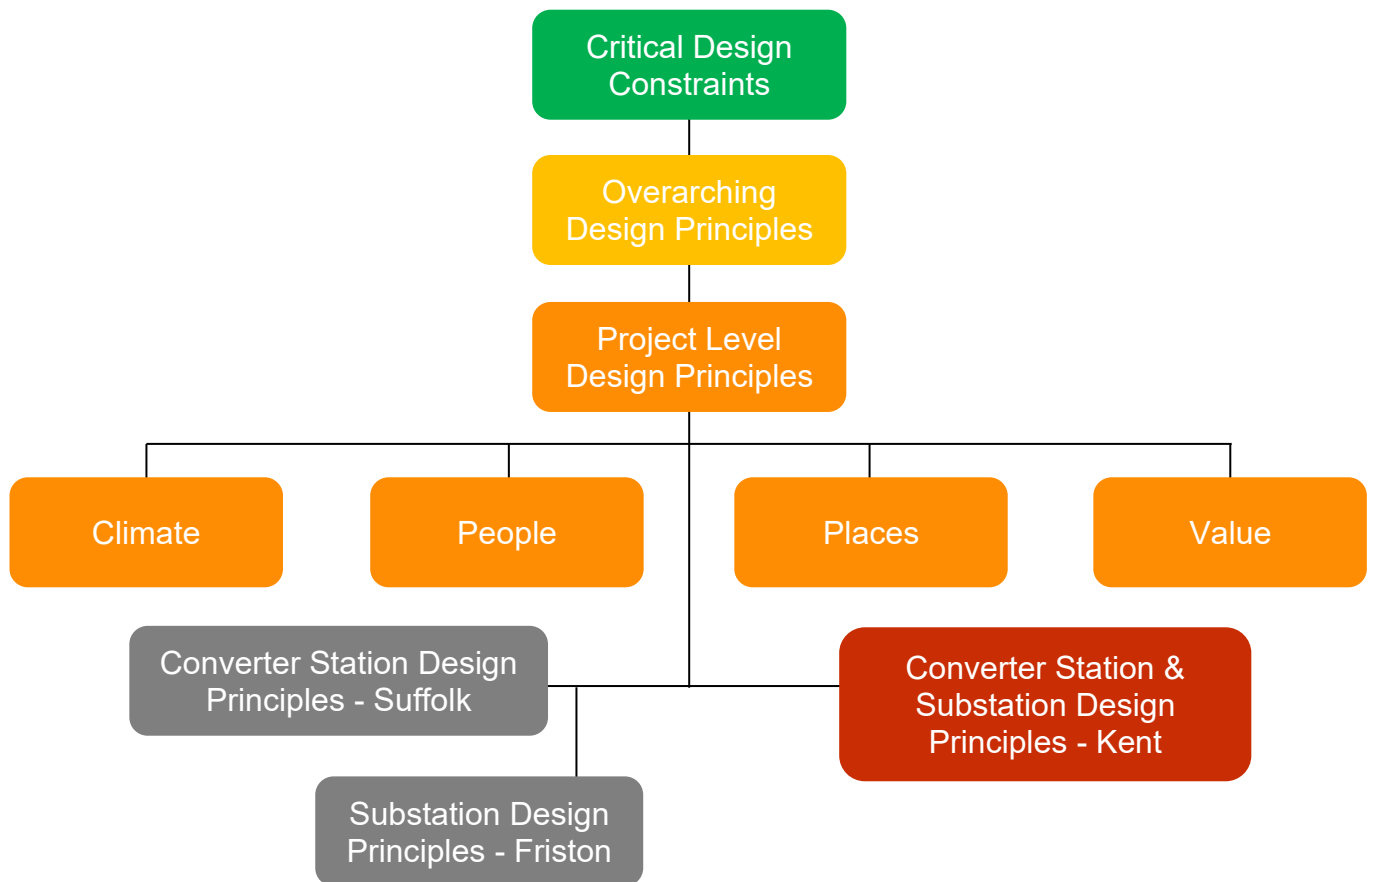 Critical Design
Constraints
Overarching
Design Principles
Project Level
Design Principles
Climate
People
Places
Value
Converter Station Design
Principles - Suffolk
Converter Station &
Substation Design
Principles - Kent
Substation Design
Principles - Friston